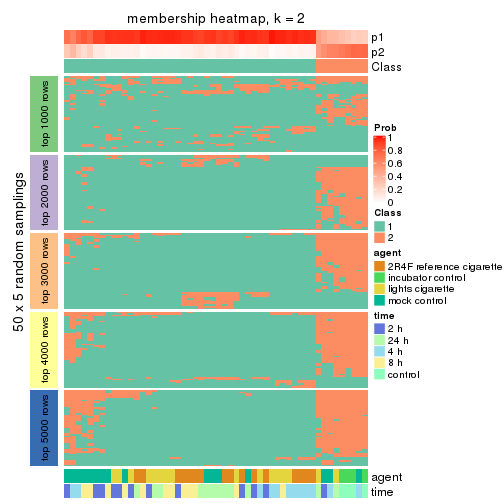 membership heatmap, k = 2
p1
p2
Class
50 x 5 random samplings
top 1000 rows
top 2000 rows
top 3000 rows
top 4000 rows
top 5000 rows
agent
time
Prob
1
0.8
0.6
0.4
0.2
0
Class
1
2
agent
2R4F reference cigarette
incubator control
lights cigarette
mock control
time
2 h
24 h
4 h
8 h
control